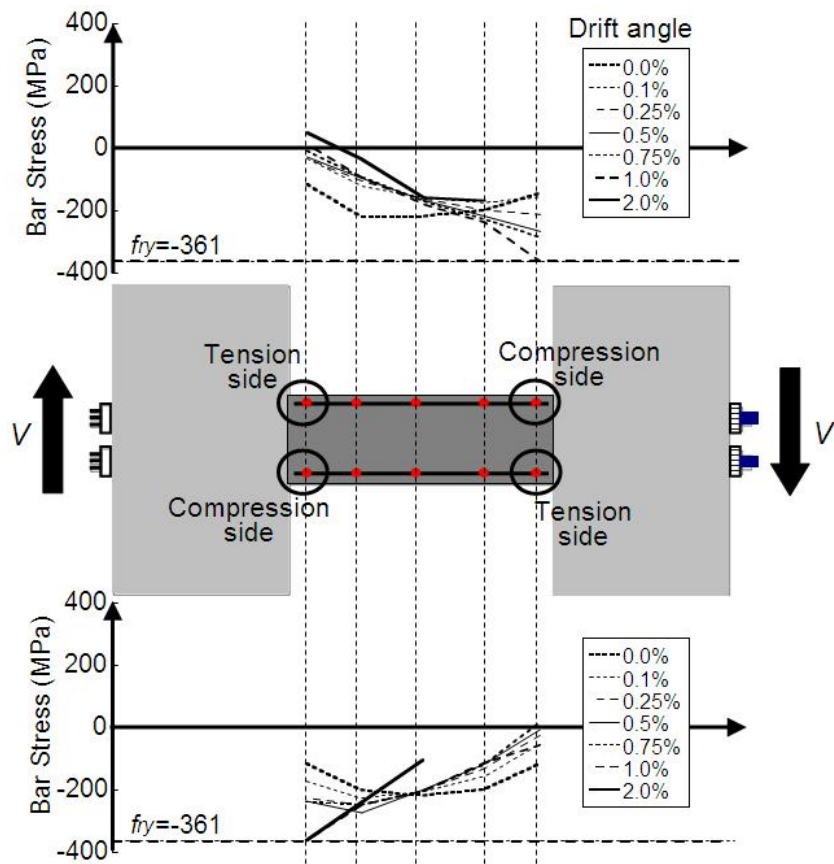 400
200
0
-200
-400
Bar Stress (MPa)
fry=-361
Drift angle
0.0%
0.1%
0.25%
0.5%
0.75%
1.0%
2.0%
Tension
side
Compression
side
V
V
Compression
side
Tension
side
400
200
0
-200
-400
Bar Stress (MPa)
fry=-361
0.0%
0.1%
0.25%
0.5%
0.75%
1.0%
2.0%